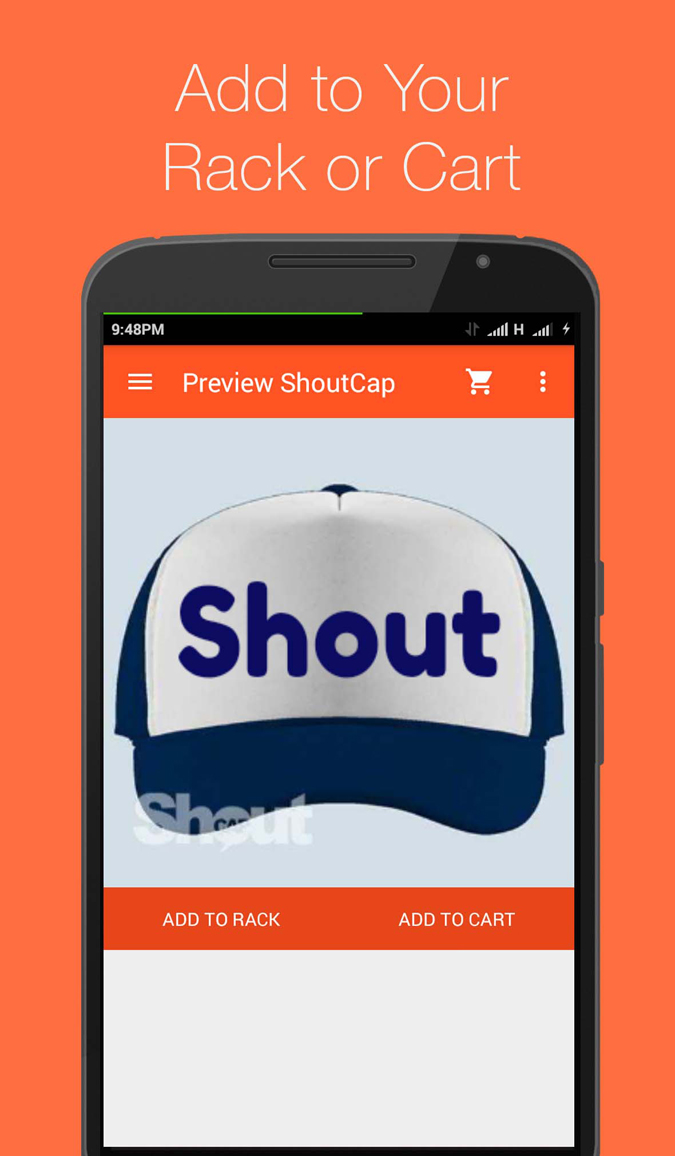 Add to Your
Rack or Cart
9:48PM
H
Preview ShoutCap
Shout
Shout
CAP
ADD TO RACK
ADD TO CART